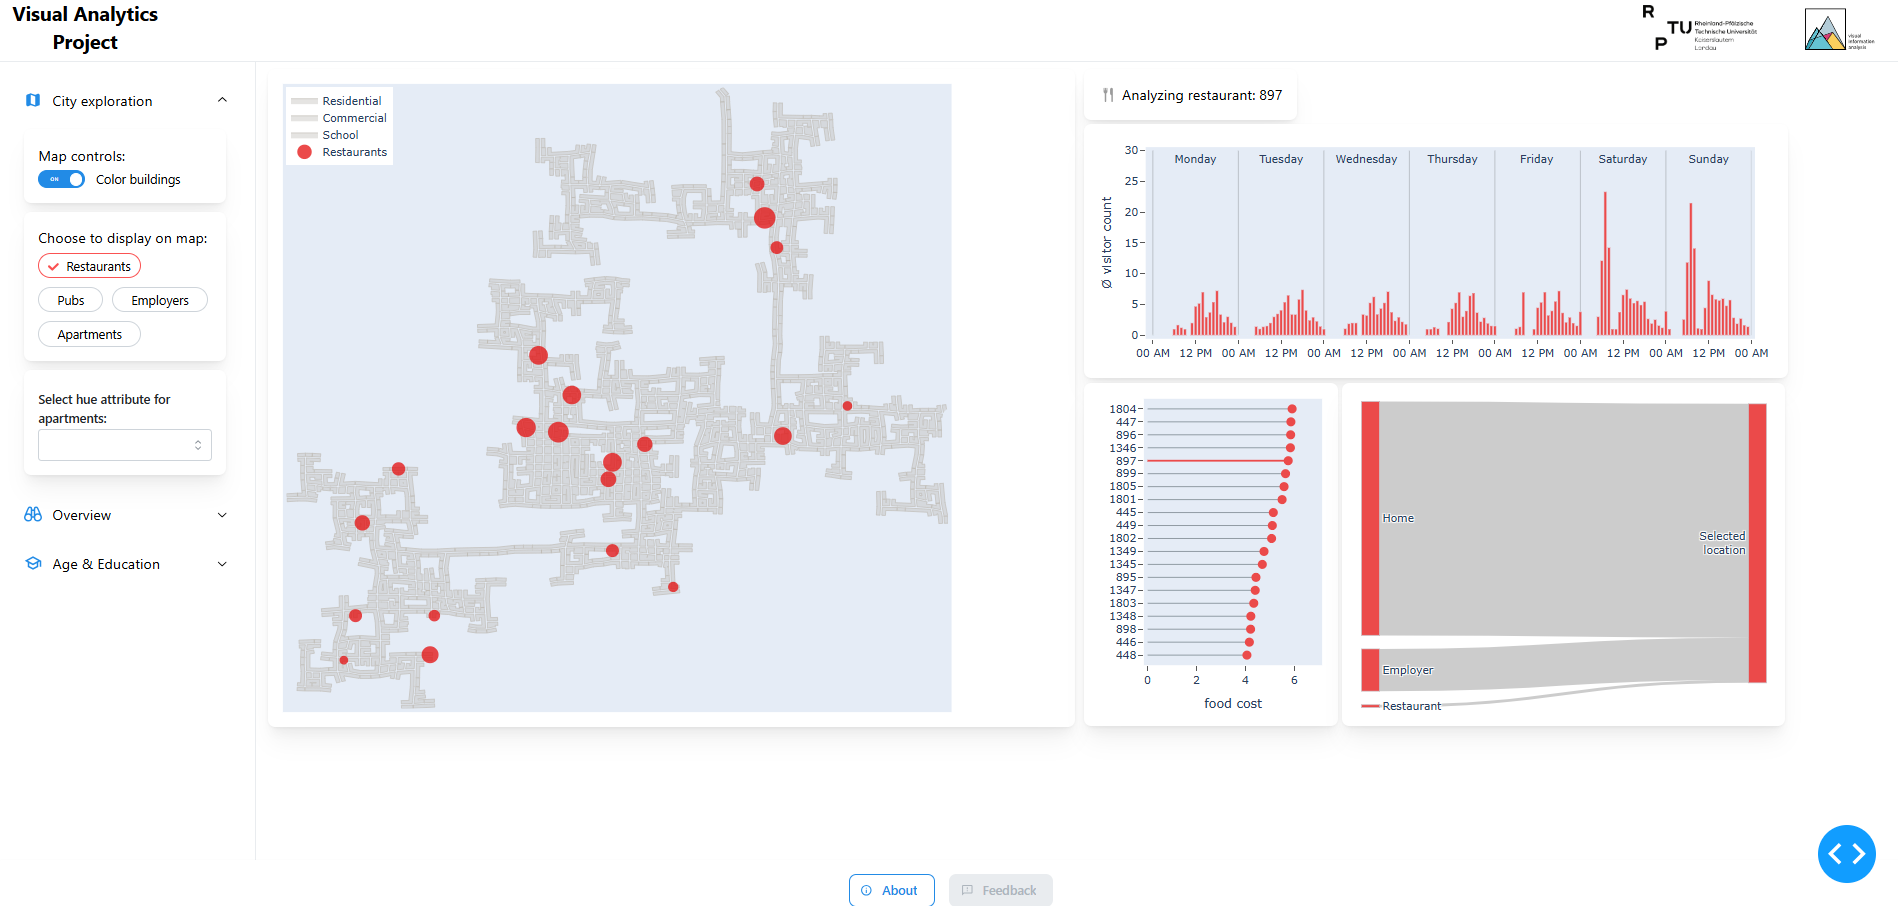 Visual Analytics
Project
R
TU
P
Rheinland-Pfälzische
Technische Universität
Kaiserslautern
Landau
visual
information
analysis
City exploration
Map controls:
ON
Color buildings
Choose to display on map:
Restaurants
Pubs
Employers
Apartments
Select hue attribute for
apartments:
Overview
Age & Education
Residential
Commercial
School
Restaurants
Analyzing restaurant: 897
Ø visitor count
30
25
20
15
10
5
0
Monday Tuesday Wednesday Thursday Friday Saturday Sunday
00 AM 12 PM 00 AM 12 PM 00 AM 12 PM 00 AM 12 PM 00 AM 12 PM 00 AM 12 PM 00 AM 12 PM 00 AM
1804
447
896
1346
897
899
1805
1801
445
449
1802
1349
1345
895
1347
1803
1348
898
446
448
0 2 4 6
food cost
Home
Employer
Restaurant
Selected
location
About
Feedback